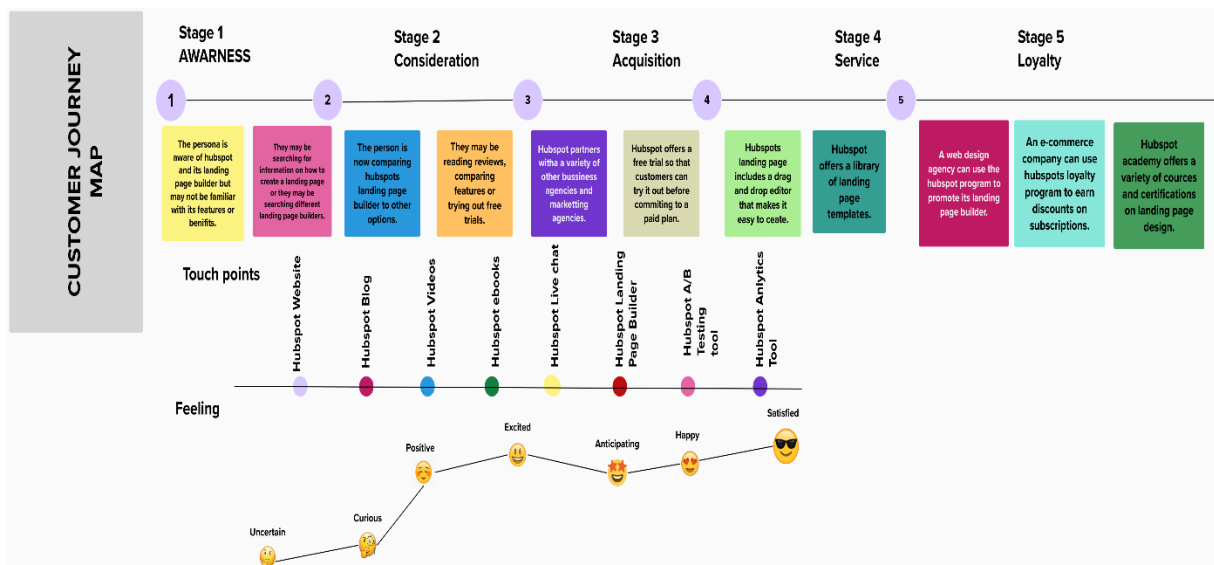 CUSTOMER JOURNEY
MAP
Stage 1
AWARNESS
Stage 2
Consideration
Stage 3
Acquisition
Stage 4
Service
Stage 5
Loyalty
1
2
3
4
5
The persona is
aware of hubspot
and its landing
page builder but
may not be familiar
with its features or
benifits.
They may be
searching for
information on how to
create a landing page
or they may be
searching different
landing page builders.
The person is
now comparing
hubspots
landing page
builder to other
options.
They may be
reading reviews,
comparing
features or
trying out free
trials.
Hubspot partners
witha a variety of
other bussiness
agencies and
marketting
agencies.
Hubspot offers a
free trial so that
customers can
try it out before
commiting to a
paid plan.
Hubspots
landing page
includes a drag
and drop editor
that makes it
easy to ceate.
Hubspot
offers a library
of landing
page
templates.
A web design
agency can use the
hubspot program to
promote its landing
page builder.
An e-commerce
company can use
hubspots loyalty
program to earn
discounts on
subscriptions.
Hubspot
academy offers a
variety of cources
and certifications
on landing page
design.
Touch points
Hubspot Website
Hubspot Blog
Hubspot Videos
Hubspot ebooks
Hubspot Live chat
Hubspot Landing
Page Builder
Hubspot A/B
Testing
tool
Hubspot Anlytics
Tool
Feeling
Uncertain
Curious
Positive
Excited
Anticipating
Happy
Satisfied